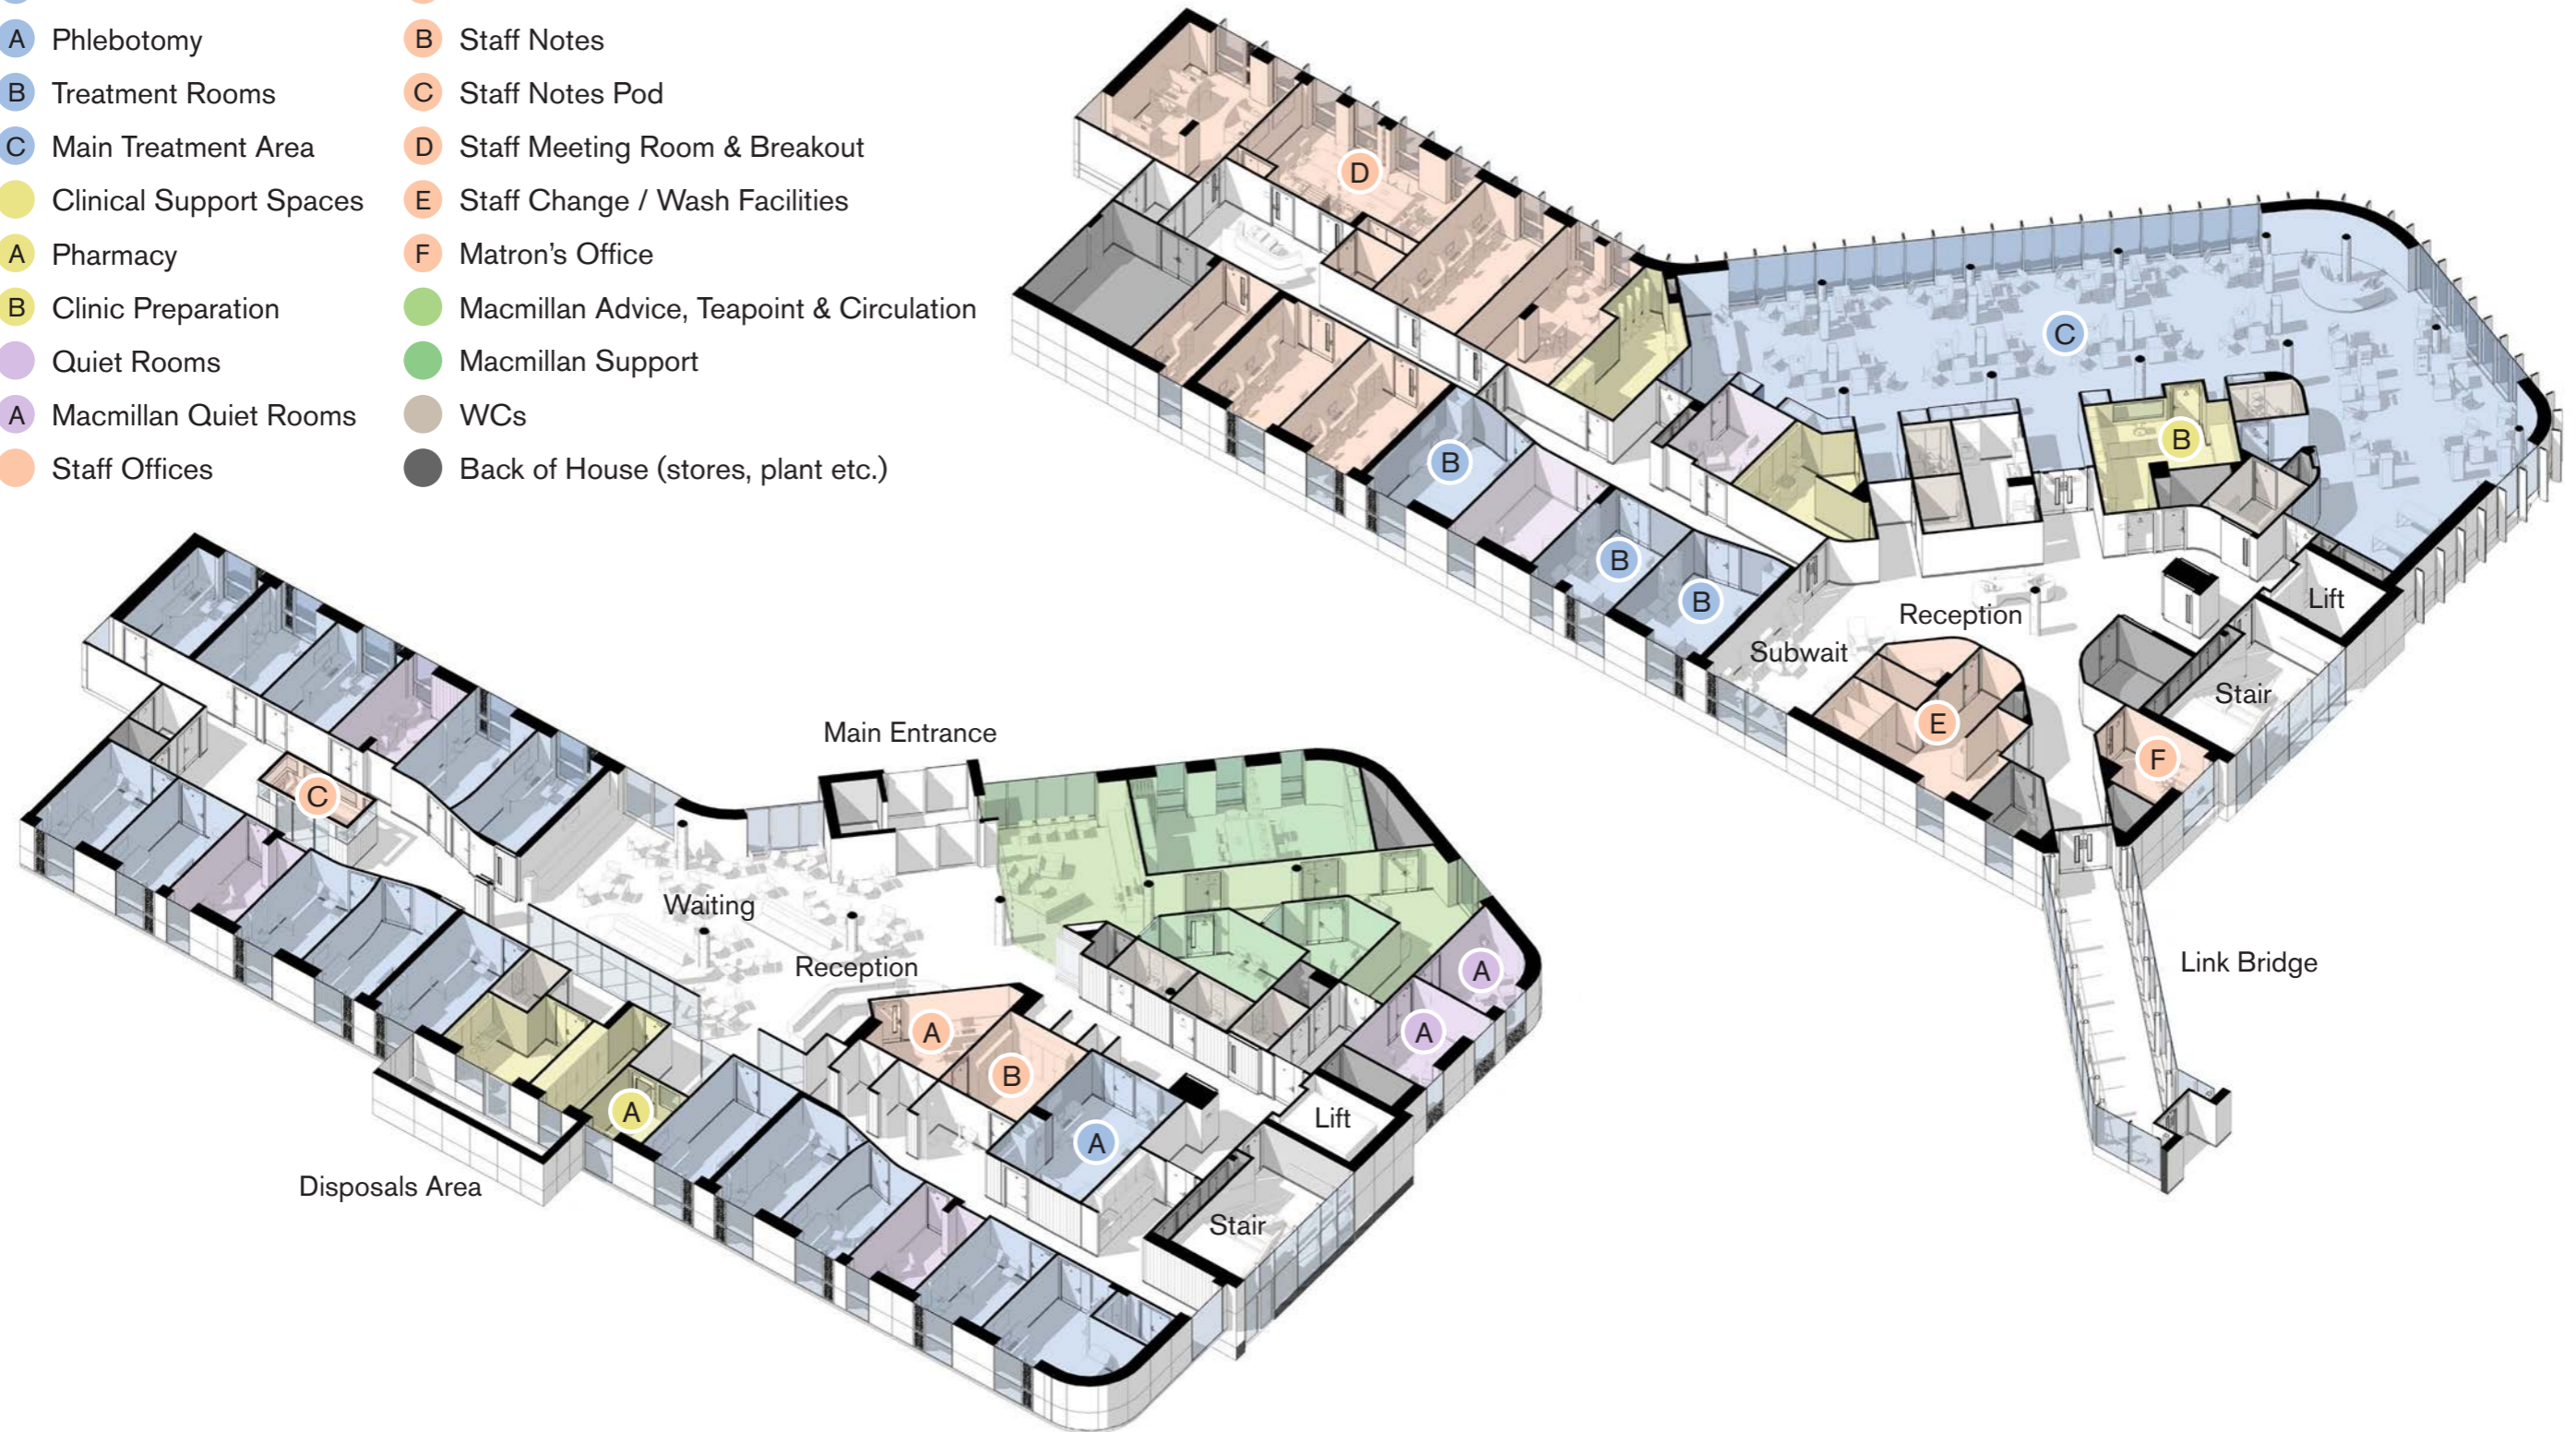 A Phlebotomy
B Treatment Rooms
C Main Treatment Area
Clinical Support Spaces
A Pharmacy
B Clinic Preparation
Quiet Rooms
A Macmillan Quiet Rooms
Staff Offices
B Staff Notes
C Staff Notes Pod
D Staff Meeting Room & Breakout
E Staff Change / Wash Facilities
F Matron’s Office
Macmillan Advice, Teapoint & Circulation
Macmillan Support
WCs
Back of House (stores, plant etc.)
D
C
B
B
B
B
Reception
Lift
Subwait
Stair
E
F
Link Bridge
Main Entrance
C
Waiting
Reception
A
A
A
B
A
A
Lift
Disposals Area
Stair